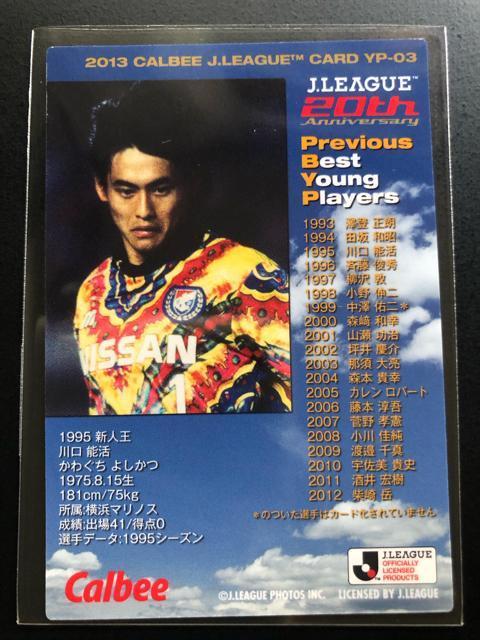 2013 CALBEE J.LEAGUE™ CARD YP-03
J.LEAGUE™
20th
Anniversary
Previous
Best
Young
Players
1993 澤登 正朗
1994 田坂 和昭
1995 川口 能活
1996 斉藤 俊秀
1997 柳沢 敦
1998 小野 伸二
1999 中澤 佑二*
2000 森﨑 和幸
2001 山瀬 功治
2002 坪井 慶介
2003 那須 大亮
2004 森本 貴幸
2005 カレン ロバート
2006 藤本 淳吾
2007 菅野 孝憲
2008 小川 佳純
2009 渡邉 千真
2010 宇佐美 貴史
2011 酒井 宏樹
2012 柴崎 岳
*のついた選手はカード化されていません
NISSAN
1
1995 新人王
川口 能活
かわぐち よしかつ
1975.8.15生
181cm/75kg
所属:横浜マリノス
成績:出場41/得点0
選手データ:1995シーズン
Calbee
J.LEAGUE
OFFICIALLY
LICENSED
PRODUCTS
©J.LEAGUE PHOTOS INC. LICENSED BY J.LEAGUE